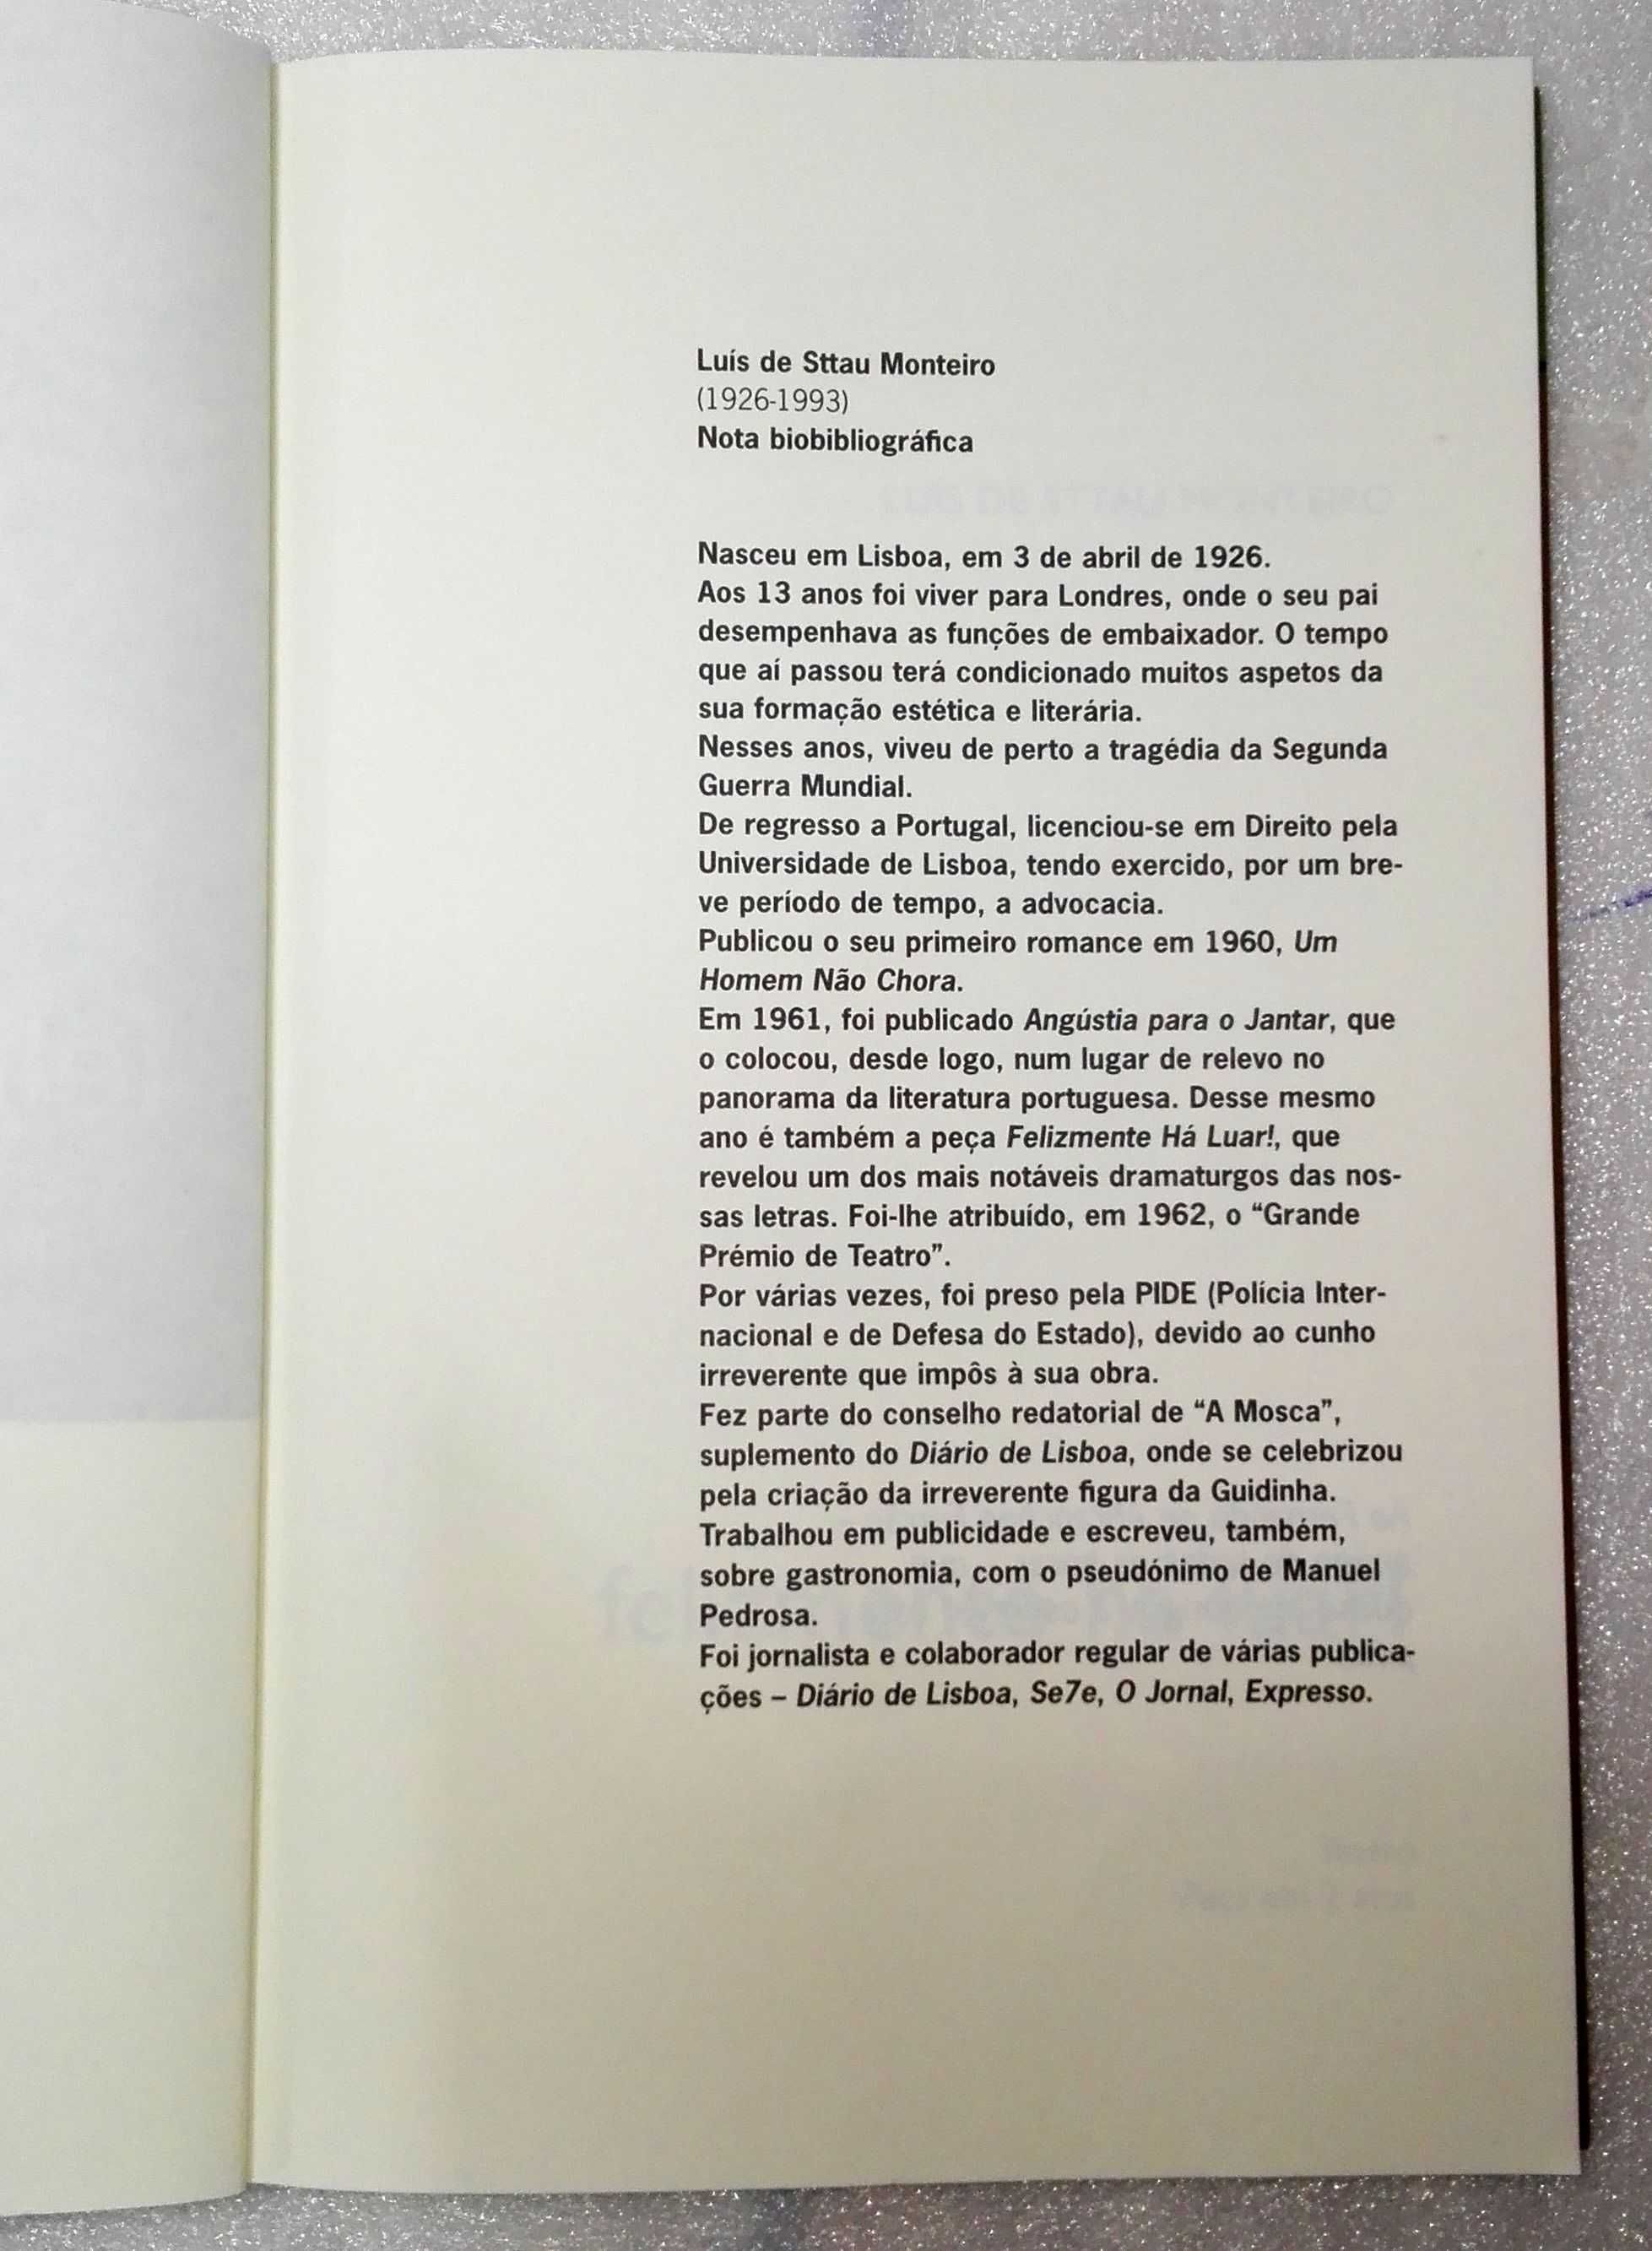 Luís de Sttau Monteiro
(1926-1993)
Nota biobibliográfica
Nasceu em Lisboa, em 3 de abril de 1926.
Aos 13 anos foi viver para Londres, onde o seu pai
desempenhava as funções de embaixador. O tempo
que aí passou terá condicionado muitos aspetos da
sua formação estética e literária.
Nesses anos, viveu de perto a tragédia da Segunda
Guerra Mundial.
De regresso a Portugal, licenciou-se em Direito pela
Universidade de Lisboa, tendo exercido, por um bre-
ve período de tempo, a advocacia.
Publicou o seu primeiro romance em 1960, Um
Homem Não Chora.
Em 1961, foi publicado Angústia para o Jantar, que
o colocou, desde logo, num lugar de relevo no
panorama da literatura portuguesa. Desse mesmo
ano é também a peça Felizmente Há Luar!, que
revelou um dos mais notáveis dramaturgos das nos-
sas letras. Foi-lhe atribuído, em 1962, o “Grande
Prémio de Teatro”.
Por várias vezes, foi preso pela PIDE (Polícia Inter-
nacional e de Defesa do Estado), devido ao cunho
irreverente que impôs à sua obra.
Fez parte do conselho redatorial de “A Mosca”,
suplemento do Diário de Lisboa, onde se celebrizou
pela criação da irreverente figura da Guidinha.
Trabalhou em publicidade e escreveu, também,
sobre gastronomia, com o pseudónimo de Manuel
Pedrosa.
Foi jornalista e colaborador regular de várias publica-
ções – Diário de Lisboa, Se7e, O Jornal, Expresso.